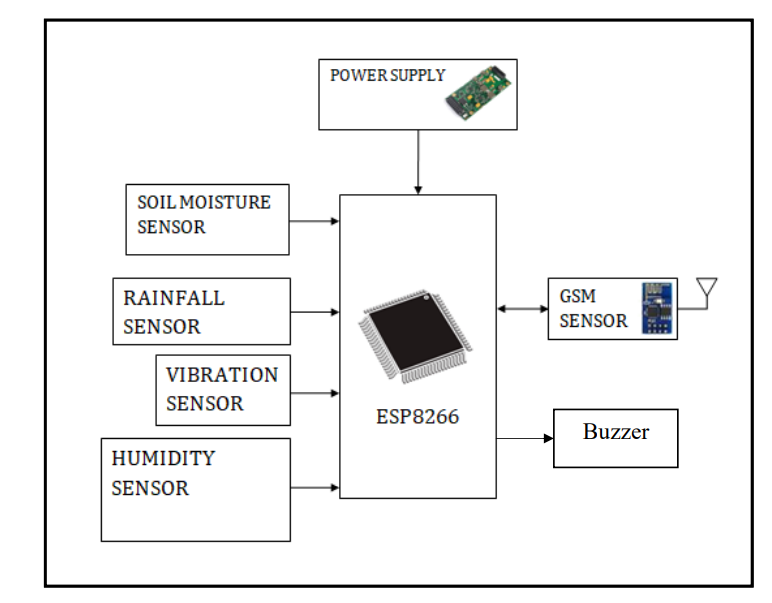 POWER SUPPLY
SOIL MOISTURE
SENSOR
RAINFALL
SENSOR
VIBRATION
SENSOR
HUMIDITY
SENSOR
ESP8266
GSM
SENSOR
Buzzer